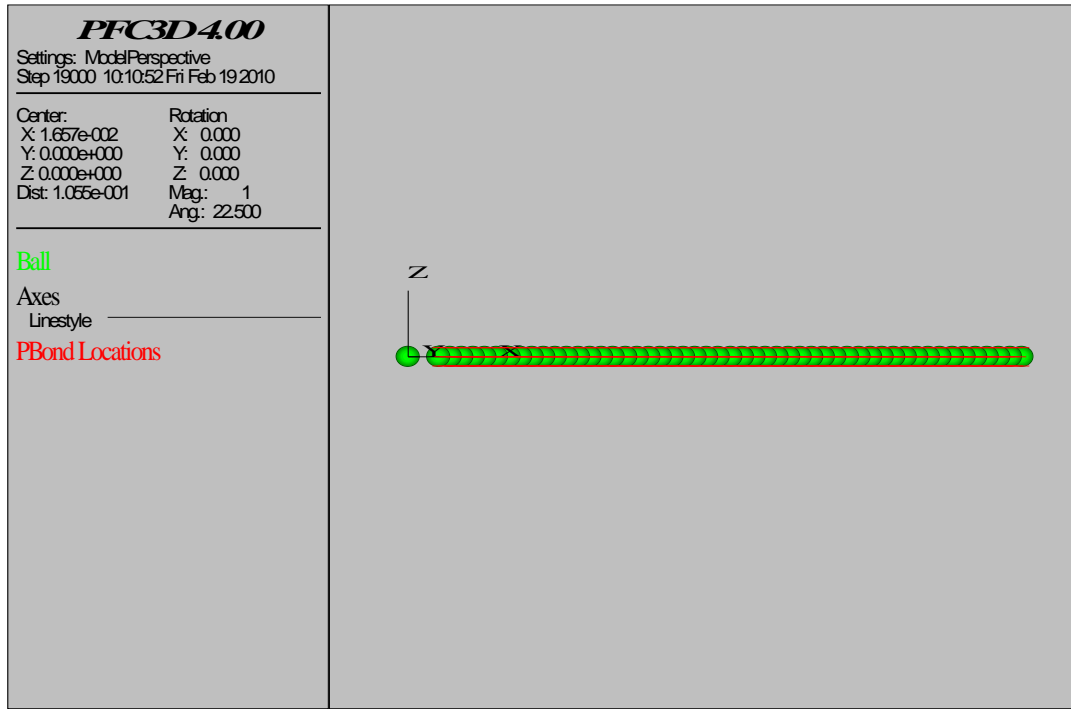 PFC3D 4.00
Settings: ModelPerspective
Step 19000 10:10:52 Fri Feb 19 2010
Center:
X: 1.657e-002
Y: 0.000e+000
Z: 0.000e+000
Dist: 1.055e-001
Rotation
X: 0.000
Y: 0.000
Z: 0.000
Mag.: 1
Ang.: 22.500
Ball
Axes
Linestyle
PBond Locations
Z
Y X